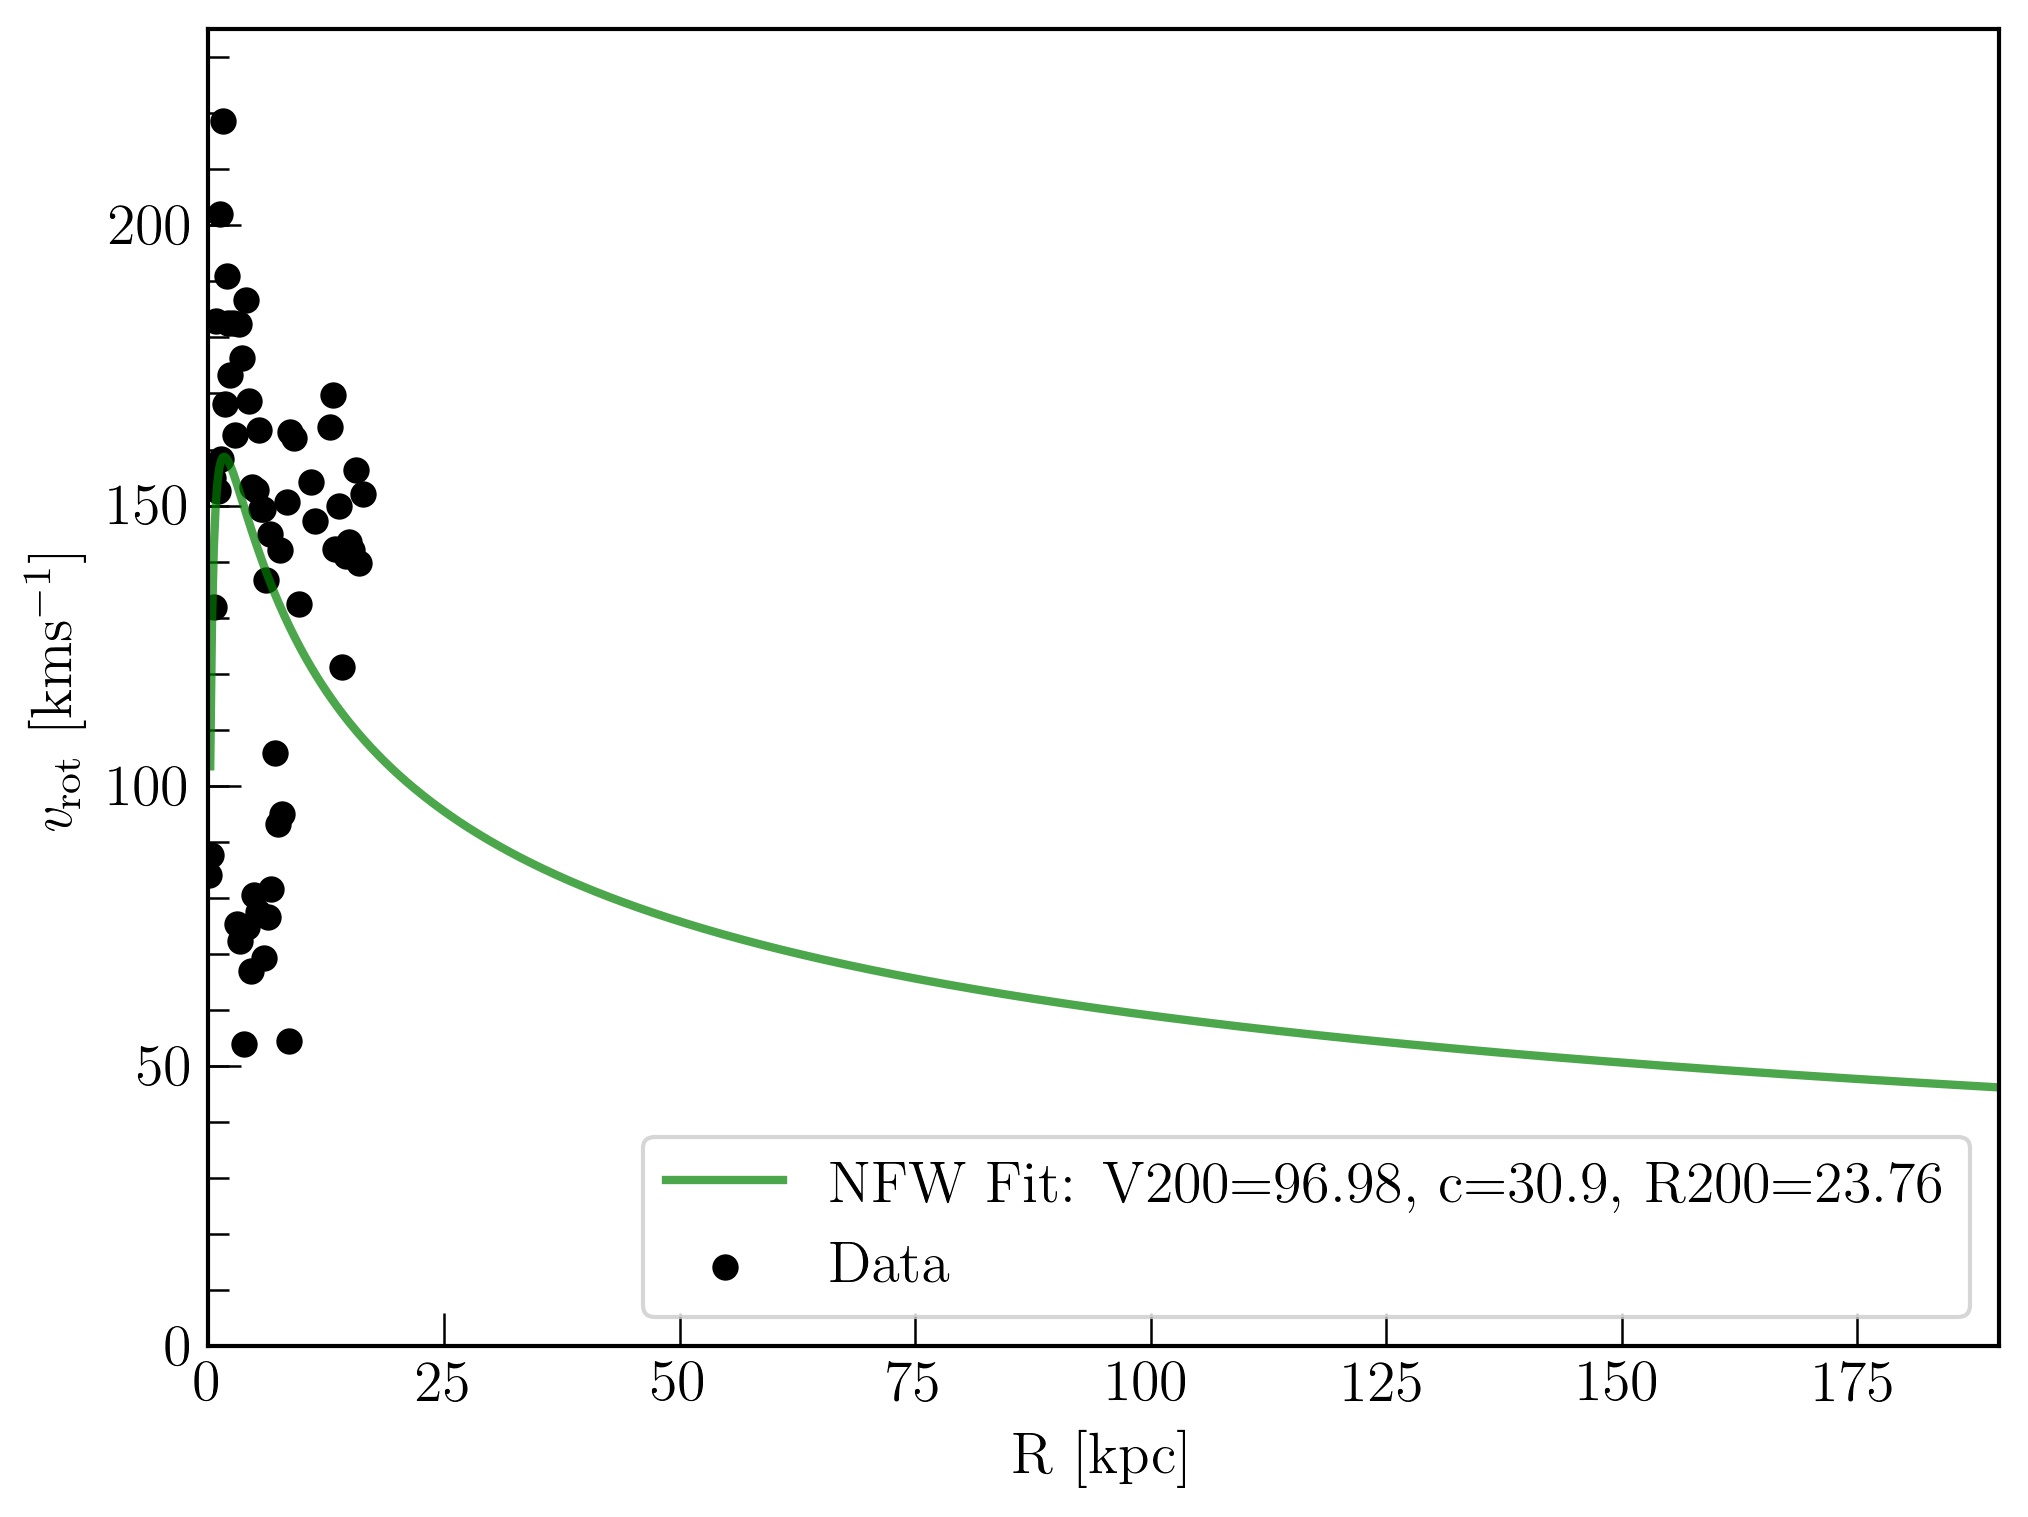 200
150
100
50
0
v_rot [kms^{-1}]
NFW Fit: V200=96.98, c=30.9, R200=23.76
Data
0 25 50 75 100 125 150 175
R [kpc]